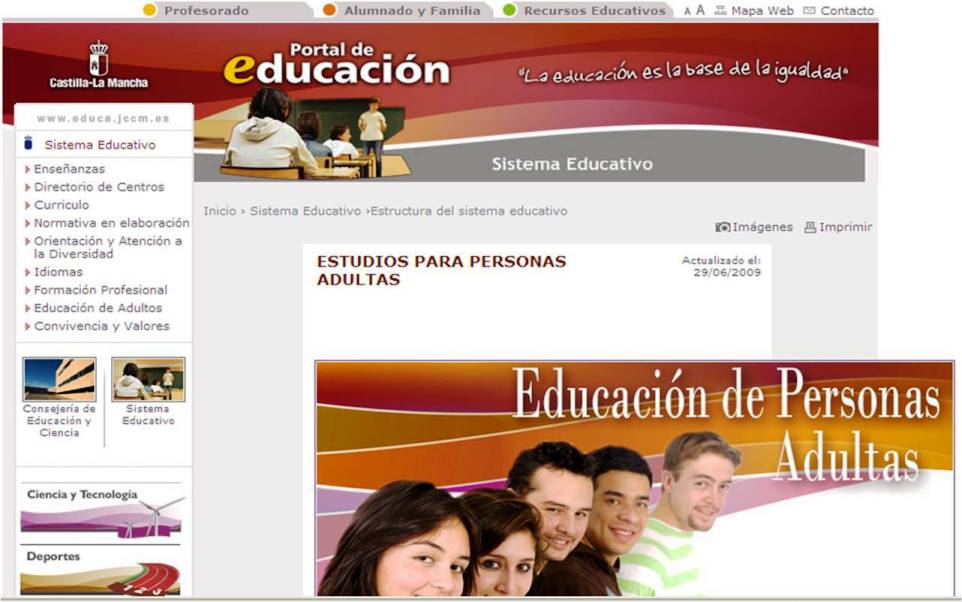 Profesorado
Alumnado y Familia
Recursos Educativos
A A
Mapa Web
Contacto
Castilla-La Mancha
Portal de
educación
"La educación es la base de la igualdad"
www.educa.jccm.es
Sistema Educativo
Sistema Educativo
Enseñanzas
Directorio de Centros
Curriculo
Normativa en elaboración
Orientación y Atención a
la Diversidad
Idiomas
Formación Profesional
Educación de Adultos
Convivencia y Valores
Inicio › Sistema Educativo ›Estructura del sistema educativo
Imágenes
Imprimir
ESTUDIOS PARA PERSONAS
ADULTAS
Actualizado el:
29/06/2009
Consejería de
Educación y
Ciencia
Sistema
Educativo
Ciencia y Tecnología
Deportes
1 2 3
Educación de Personas
Adultas